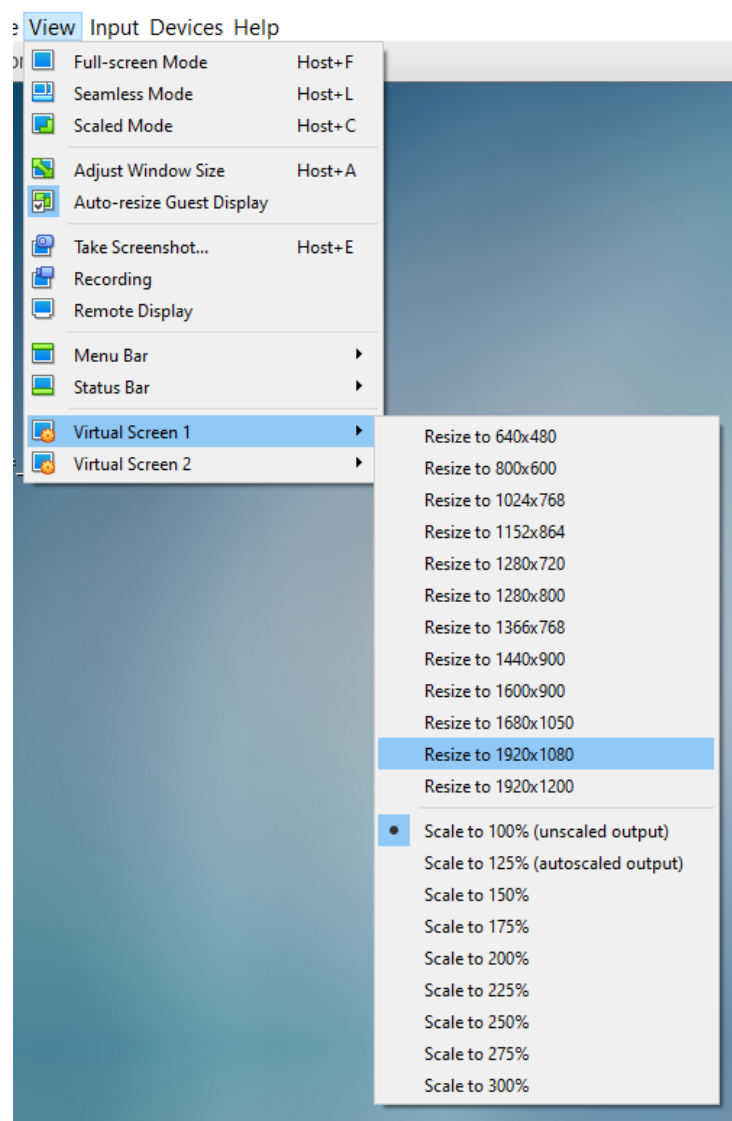 View Input Devices Help
Full-screen Mode Host+F
Seamless Mode Host+L
Scaled Mode Host+C
Adjust Window Size Host+A
Auto-resize Guest Display
Take Screenshot... Host+E
Recording
Remote Display
Menu Bar
Status Bar
Virtual Screen 1
Virtual Screen 2
Resize to 640x480
Resize to 800x600
Resize to 1024x768
Resize to 1152x864
Resize to 1280x720
Resize to 1280x800
Resize to 1366x768
Resize to 1440x900
Resize to 1600x900
Resize to 1680x1050
Resize to 1920x1080
Resize to 1920x1200
Scale to 100% (unscaled output)
Scale to 125% (autoscaled output)
Scale to 150%
Scale to 175%
Scale to 200%
Scale to 225%
Scale to 250%
Scale to 275%
Scale to 300%